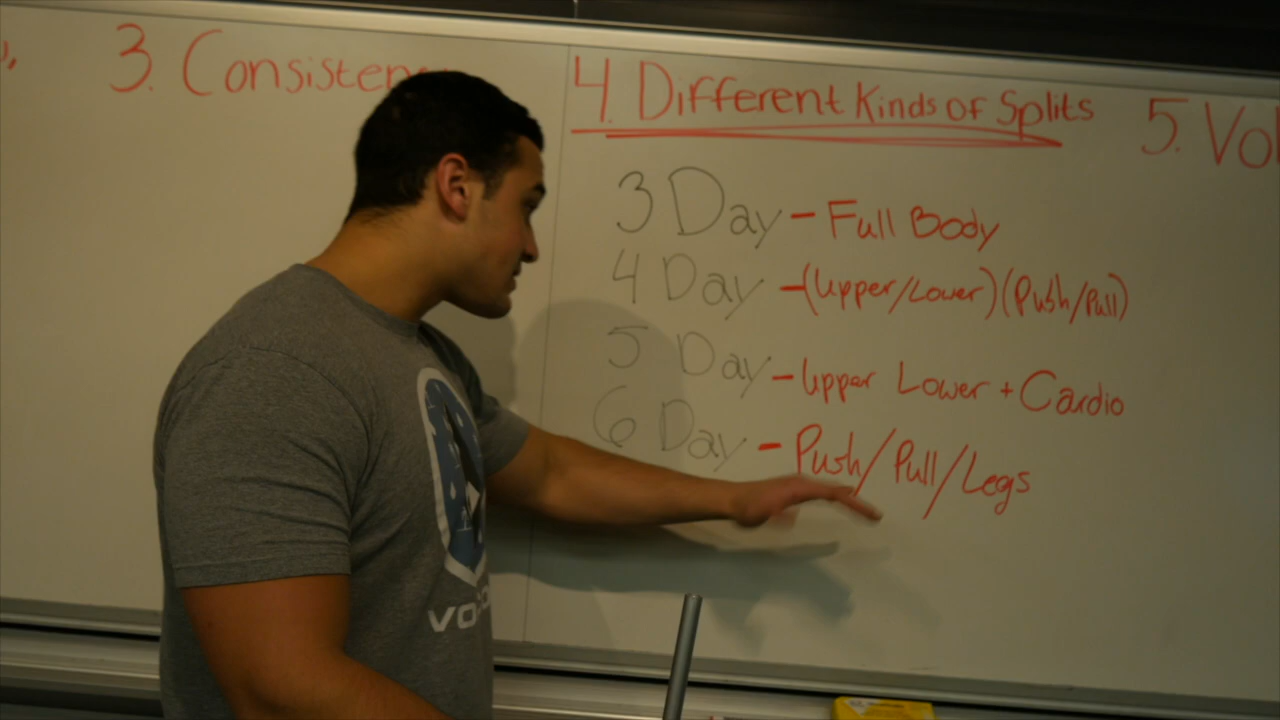 3. Consisten
4. Different Kinds of Splits
5. Vol
3 Day - Full Body
4 Day - (Upper/Lower) (Push/Pull)
5 Day - Upper Lower + Cardio
6 Day - Push/Pull/Legs